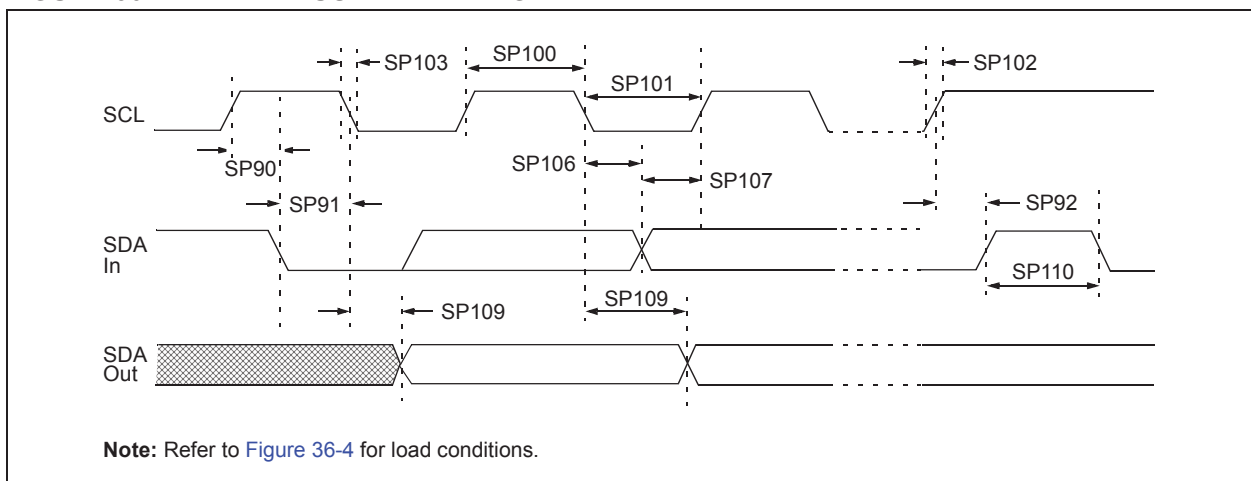 SP103
SP100
SP102
SP101
SCL
SP106
SP90
SP107
SP91
SP92
SDA
In
SP110
SP109
SP109
SDA
Out
Note: Refer to Figure 36-4 for load conditions.